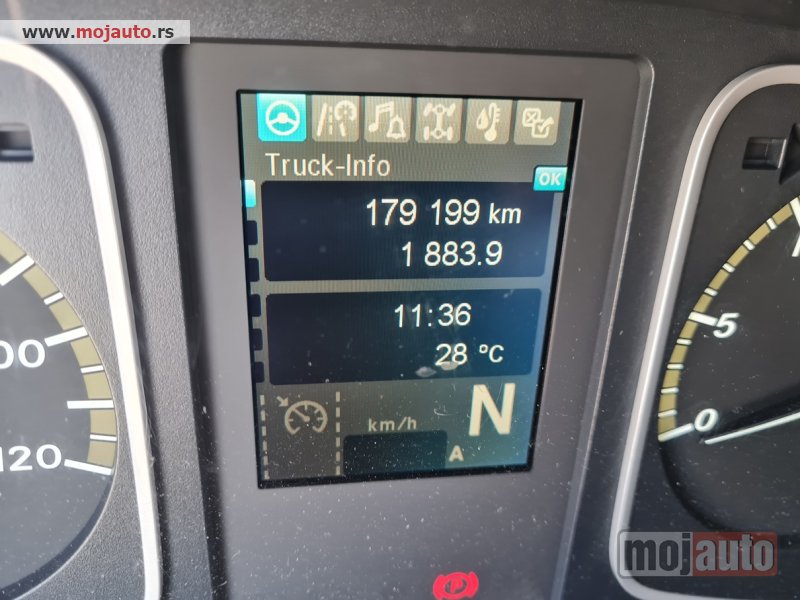 www.mojauto.rs
Truck-Info
OK
179 199 km
1 883.9
11:36
28 °C
km/h
N
A
120
5
0
P
mojauto